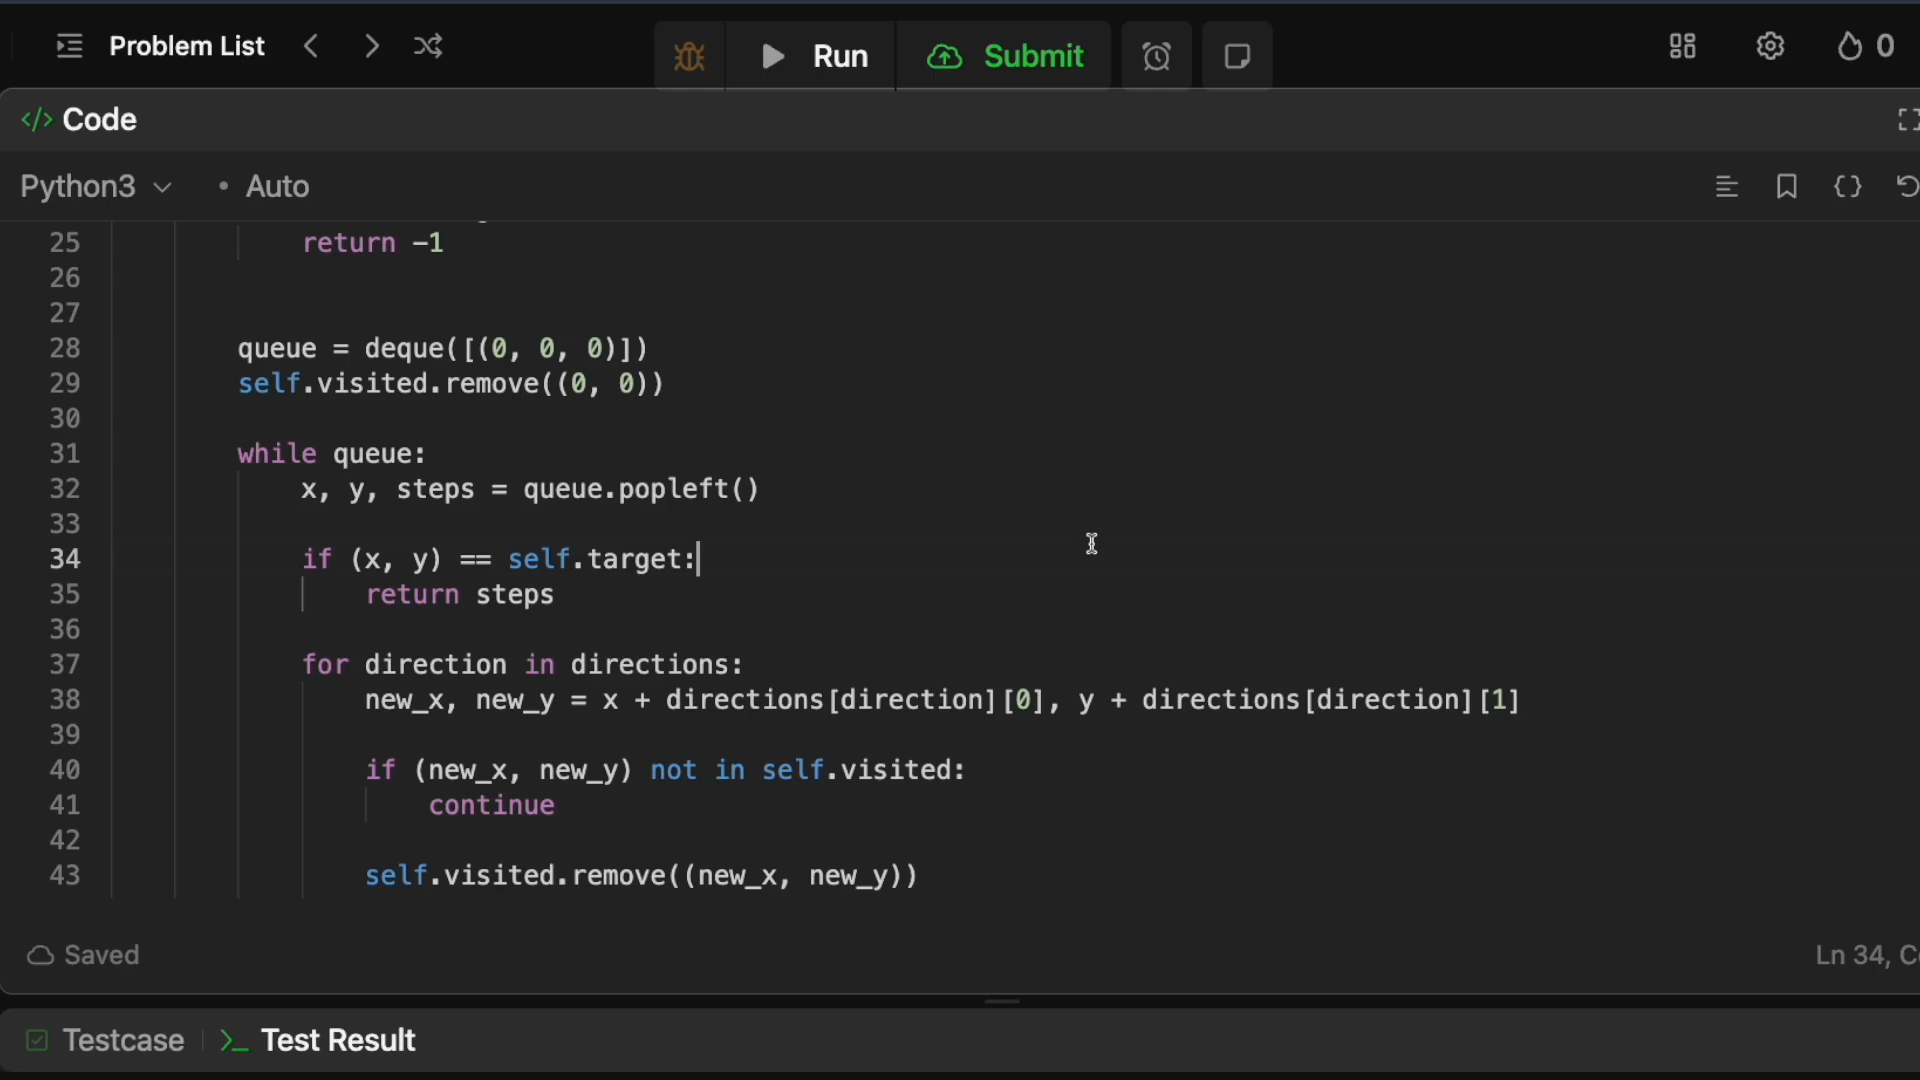 Problem List
Run
Submit
0
</> Code
Python3
• Auto
25 return -1
26
27
28 queue = deque([(0, 0, 0)])
29 self.visited.remove((0, 0))
30
31 while queue:
32 x, y, steps = queue.popleft()
33
34 if (x, y) == self.target:
35 return steps
36
37 for direction in directions:
38 new_x, new_y = x + directions[direction][0], y + directions[direction][1]
39
40 if (new_x, new_y) not in self.visited:
41 continue
42
43 self.visited.remove((new_x, new_y))
Saved
Ln 34, C
Testcase
Test Result